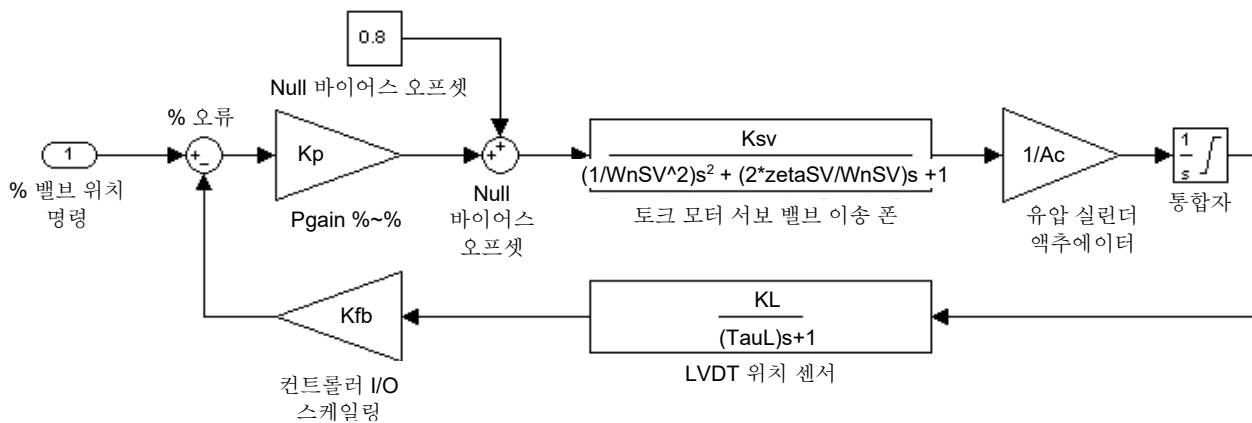 0.8
Null 바이어스 오프셋
% 오류
1
% 밸브 위치
명령
+
−
Kp
Pgain %~%
+
+
Null
바이어스
오프셋
Ksv
(1/WnSV^2)s² + (2*zetaSV/WnSV)s +1
토크 모터 서보 밸브 이송 폰
1/Ac
유압 실린더
액추에이터
1
s
통합자
Kfb
컨트롤러 I/O
스케일링
KL
(TauL)s+1
LVDT 위치 센서